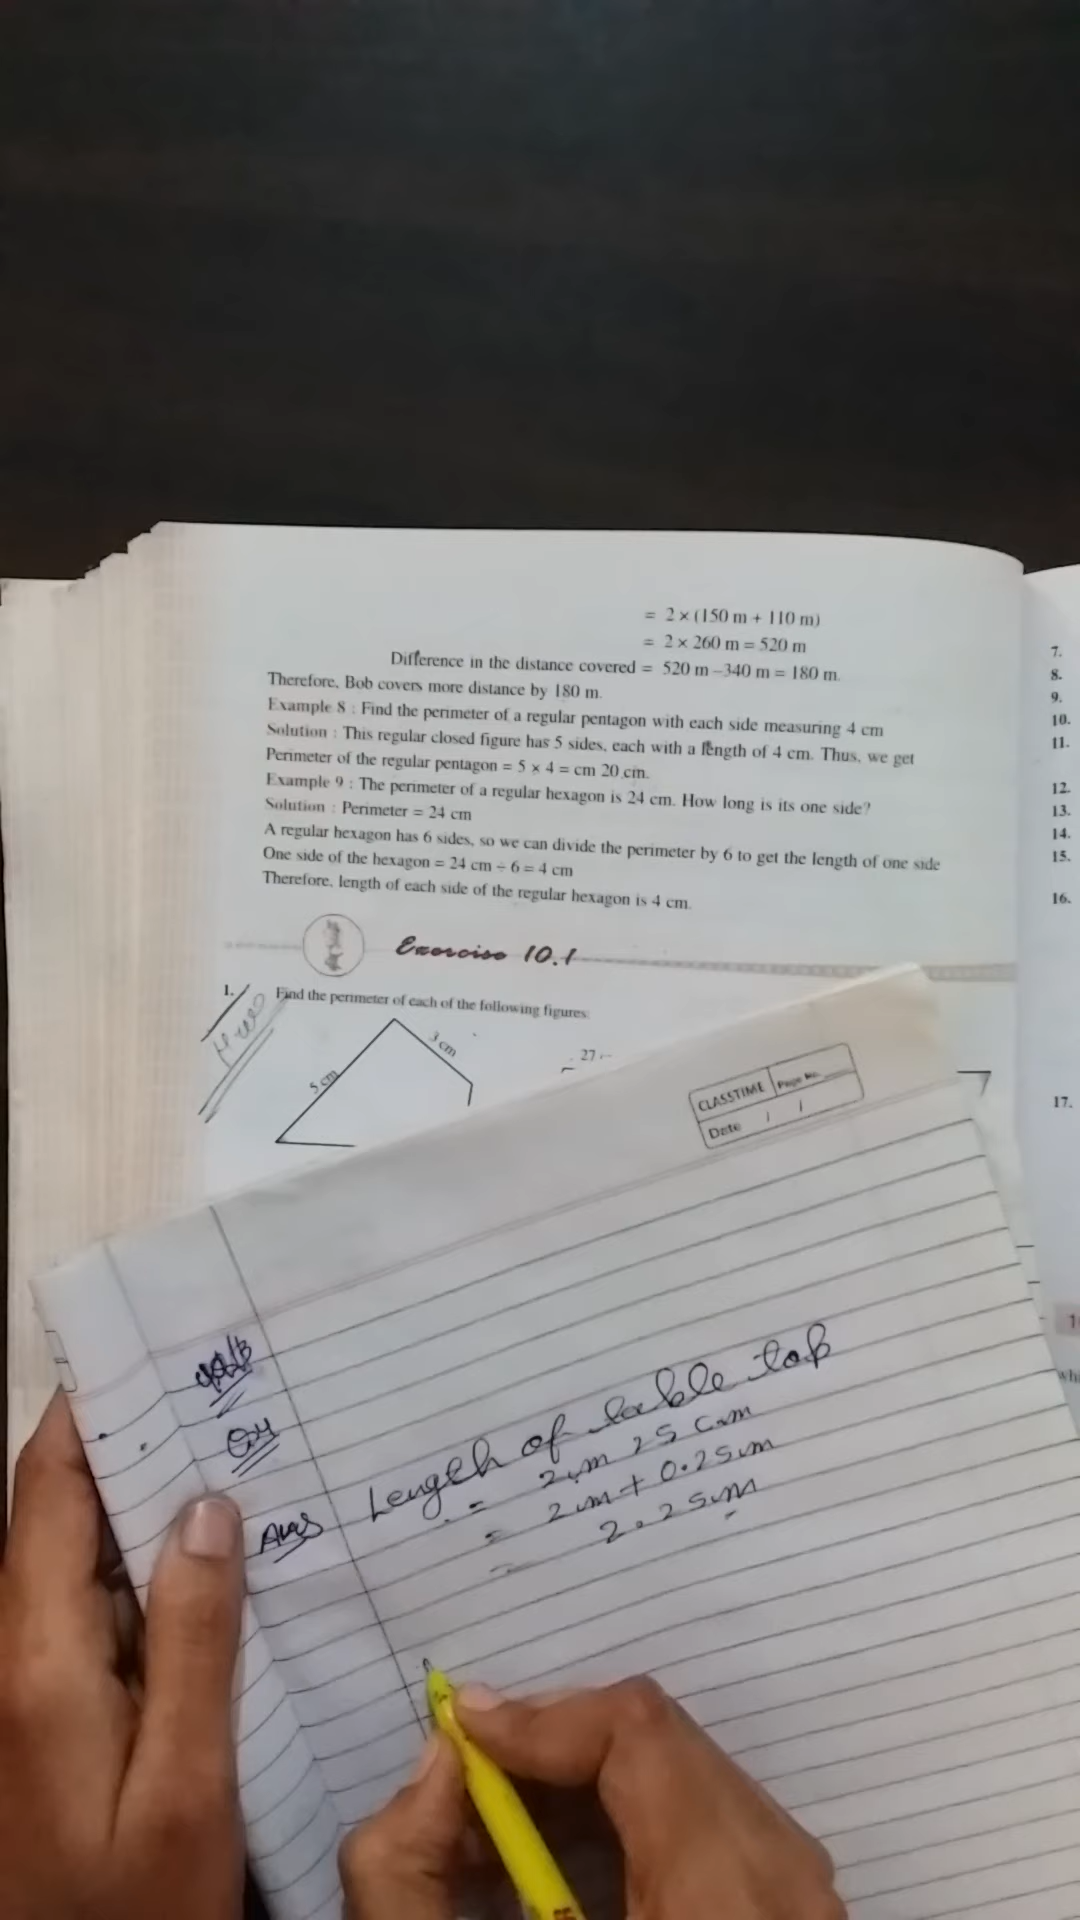 = 2 × (150 m + 110 m)
= 2 × 260 m = 520 m
Difference in the distance covered = 520 m –340 m = 180 m.
Therefore, Bob covers more distance by 180 m.
Example 8 : Find the perimeter of a regular pentagon with each side measuring 4 cm
Solution : This regular closed figure has 5 sides, each with a length of 4 cm. Thus, we get
Perimeter of the regular pentagon = 5 × 4 = cm 20 cm.
Example 9 : The perimeter of a regular hexagon is 24 cm. How long is its one side?
Solution : Perimeter = 24 cm
A regular hexagon has 6 sides, so we can divide the perimeter by 6 to get the length of one side
One side of the hexagon = 24 cm ÷ 6 = 4 cm
Therefore, length of each side of the regular hexagon is 4 cm.
Exercise 10.1
1. Find the perimeter of each of the following figures:
H.W
3 cm
5 cm
27
7.
8.
9.
10.
11.
12.
13.
14.
15.
16.
17.
CLASSTIME Page No.
Date / /
Q4
Ans Length of table top
= 2m 25 cm
= 2m + 0.25m
= 2.25m